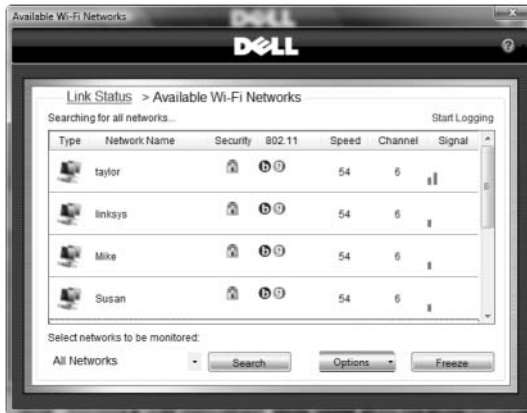 Available Wi-Fi Networks
DELL
?
Link Status > Available Wi-Fi Networks
Searching for all networks... Start Logging
Type Network Name Security 802.11 Speed Channel Signal
taylor b g 54 6
linksys b g 54 6
Mike b g 54 6
Susan b g 54 6
Select networks to be monitored:
All Networks Search Options Freeze